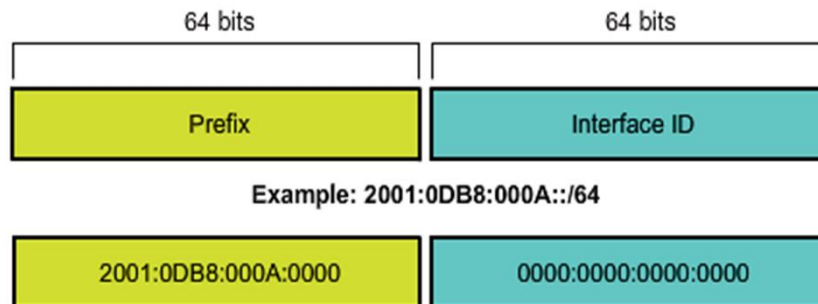 64 bits 64 bits
Prefix Interface ID
Example: 2001:0DB8:000A::/64
2001:0DB8:000A:0000 0000:0000:0000:0000